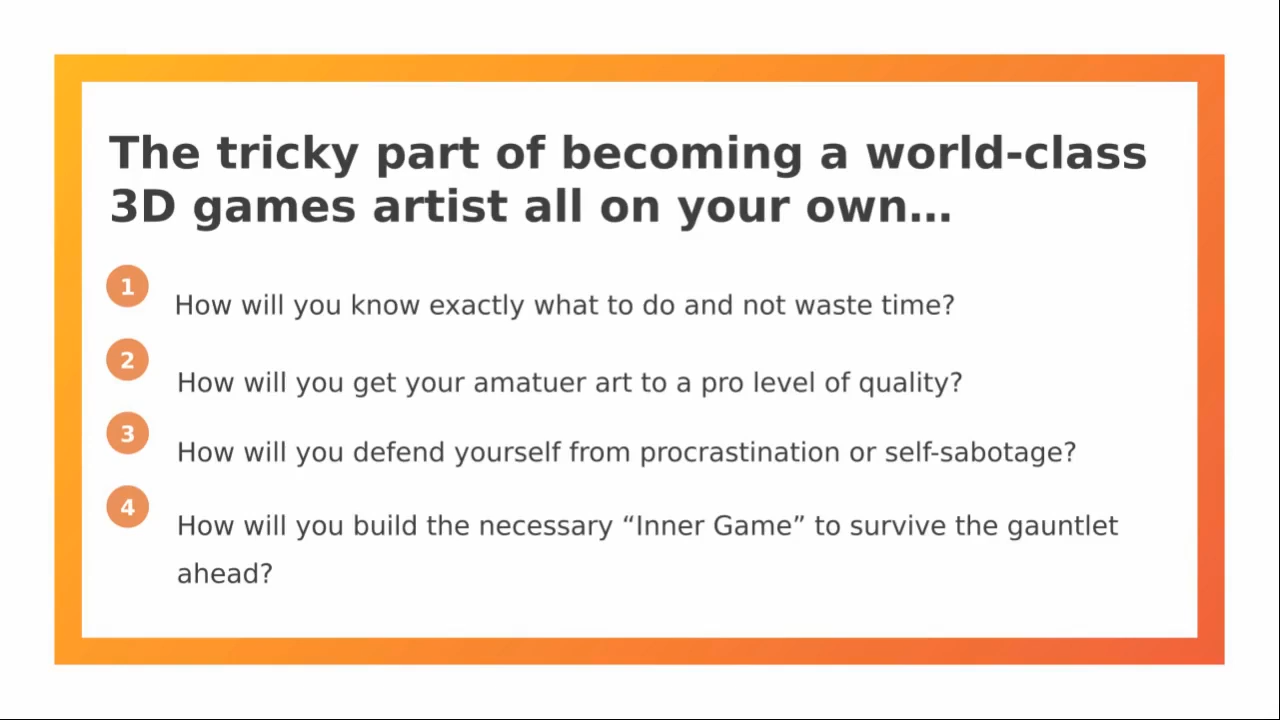 The tricky part of becoming a world-class
3D games artist all on your own...
1 How will you know exactly what to do and not waste time?
2 How will you get your amatuer art to a pro level of quality?
3 How will you defend yourself from procrastination or self-sabotage?
4 How will you build the necessary “Inner Game” to survive the gauntlet
ahead?